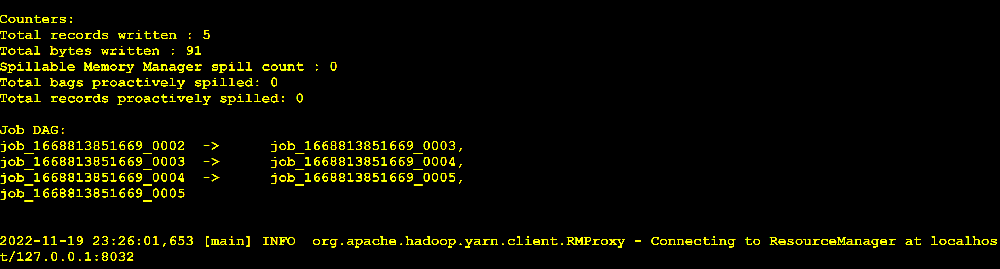 Counters:
Total records written : 5
Total bytes written : 91
Spillable Memory Manager spill count : 0
Total bags proactively spilled: 0
Total records proactively spilled: 0
Job DAG:
job_1668813851669_0002  ->      job_1668813851669_0003,
job_1668813851669_0003  ->      job_1668813851669_0004,
job_1668813851669_0004  ->      job_1668813851669_0005,
job_1668813851669_0005
2022-11-19 23:26:01,653 [main] INFO  org.apache.hadoop.yarn.client.RMProxy - Connecting to ResourceManager at localhos
t/127.0.0.1:8032